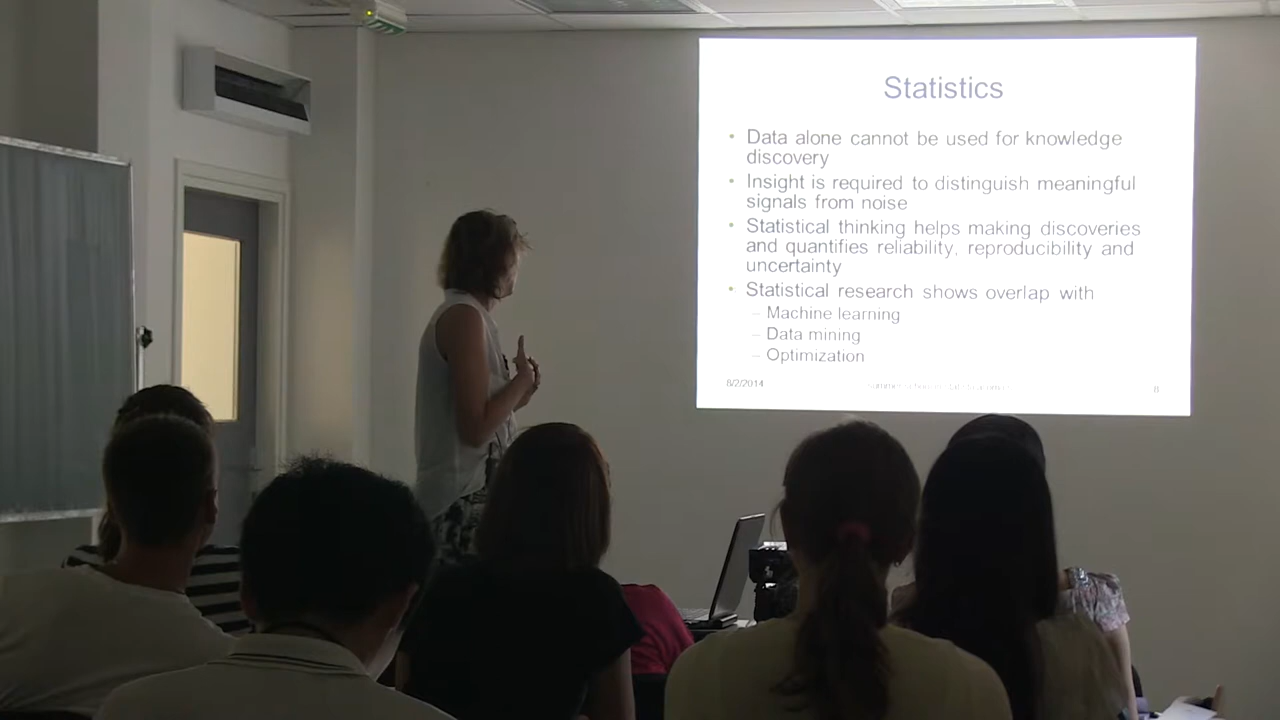 Statistics
• Data alone cannot be used for knowledge
discovery
• Insight is required to distinguish meaningful
signals from noise
• Statistical thinking helps making discoveries
and quantifies reliability, reproducibility and
uncertainty
• Statistical research shows overlap with
– Machine learning
– Data mining
– Optimization
8/2/2014
8